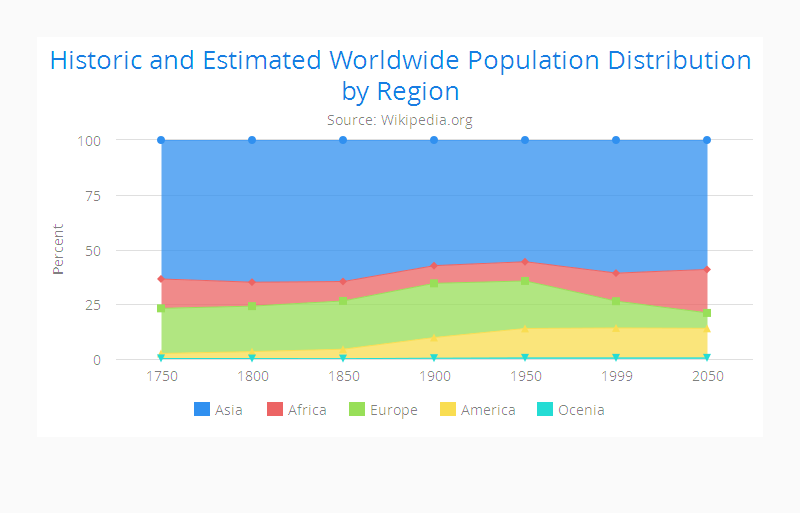 Historic and Estimated Worldwide Population Distribution
by Region
Source: Wikipedia.org
100
75
50
25
0
Percent
1750 1800 1850 1900 1950 1999 2050
Asia Africa Europe America Ocenia